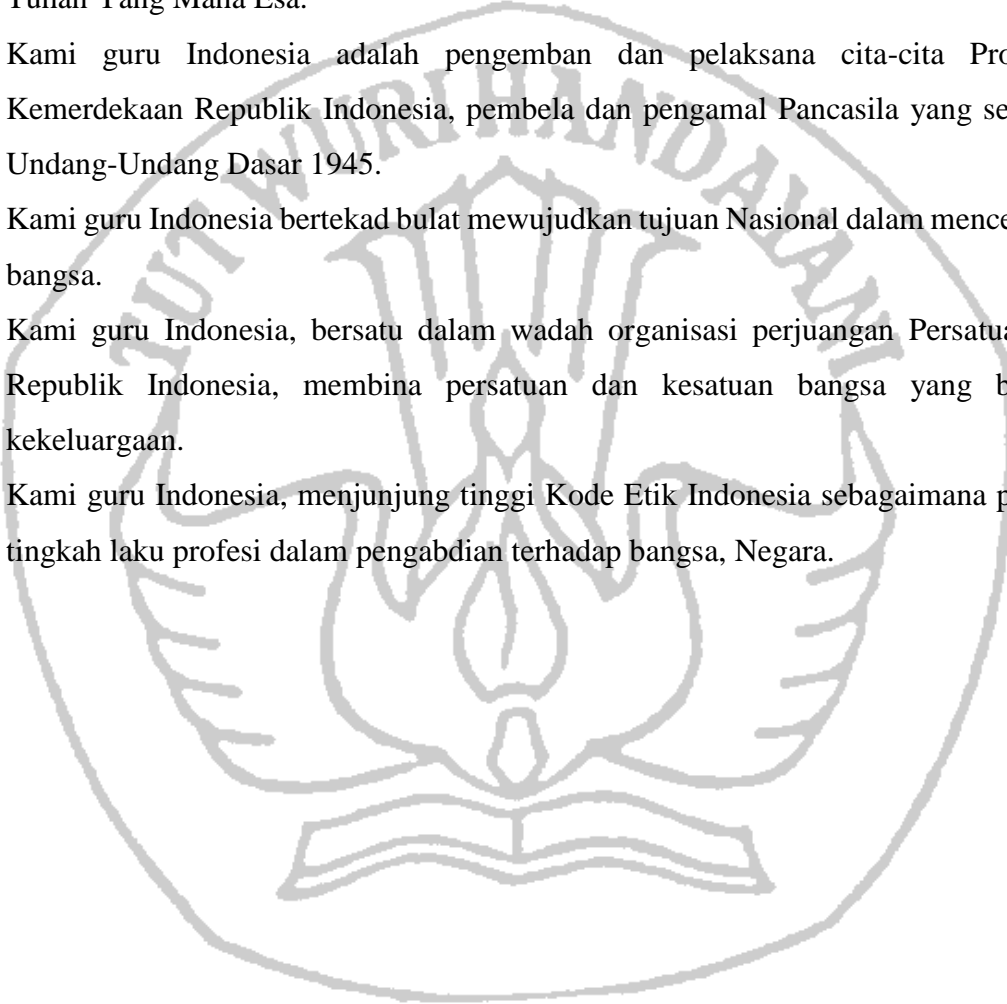 Tuhan Yang Maha Esa.
Kami guru Indonesia adalah pengemban dan pelaksana cita-cita Pro
Kemerdekaan Republik Indonesia, pembela dan pengamal Pancasila yang se
Undang-Undang Dasar 1945.
Kami guru Indonesia bertekad bulat mewujudkan tujuan Nasional dalam mence
bangsa.
Kami guru Indonesia, bersatu dalam wadah organisasi perjuangan Persatua
Republik Indonesia, membina persatuan dan kesatuan bangsa yang b
kekeluargaan.
Kami guru Indonesia, menjunjung tinggi Kode Etik Indonesia sebagaimana p
tingkah laku profesi dalam pengabdian terhadap bangsa, Negara.
TUT WURI HANDAYANI